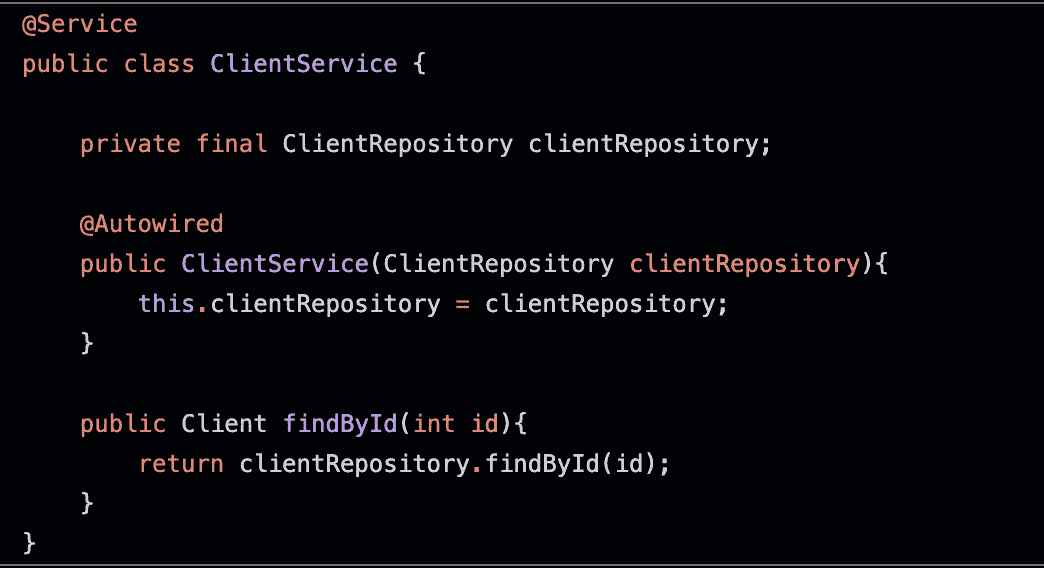 @Service
public class ClientService {
    private final ClientRepository clientRepository;
    @Autowired
    public ClientService(ClientRepository clientRepository){
        this.clientRepository = clientRepository;
    }
    public Client findById(int id){
        return clientRepository.findById(id);
    }
}